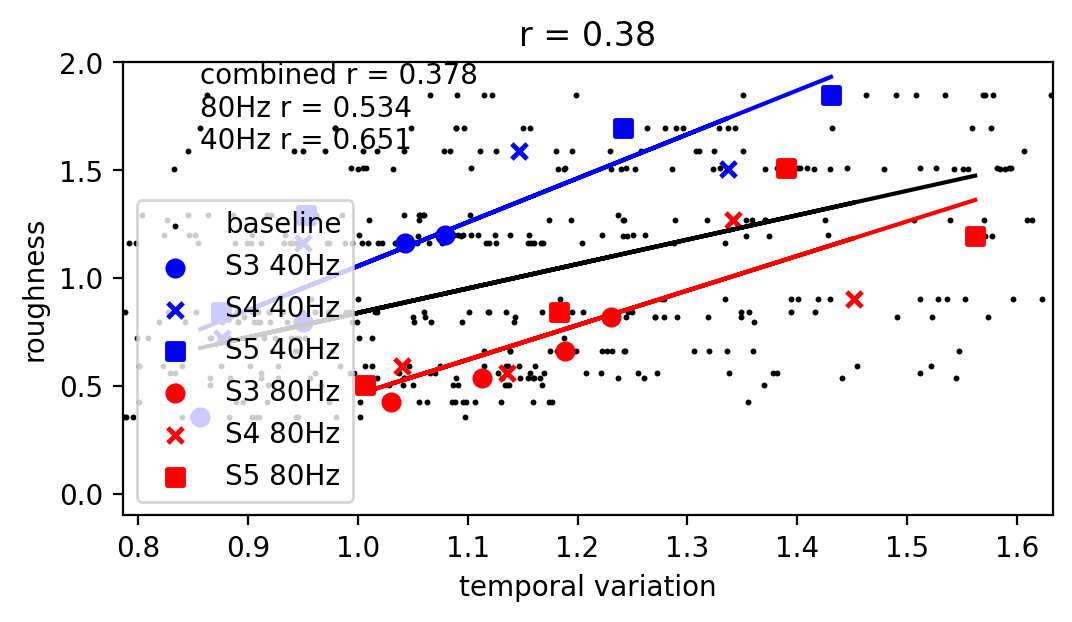 r = 0.38
combined r = 0.378
80Hz r = 0.534
40Hz r = 0.651
roughness
2.0
1.5
1.0
0.5
0.0
baseline
S3 40Hz
S4 40Hz
S5 40Hz
S3 80Hz
S4 80Hz
S5 80Hz
0.8 0.9 1.0 1.1 1.2 1.3 1.4 1.5 1.6
temporal variation